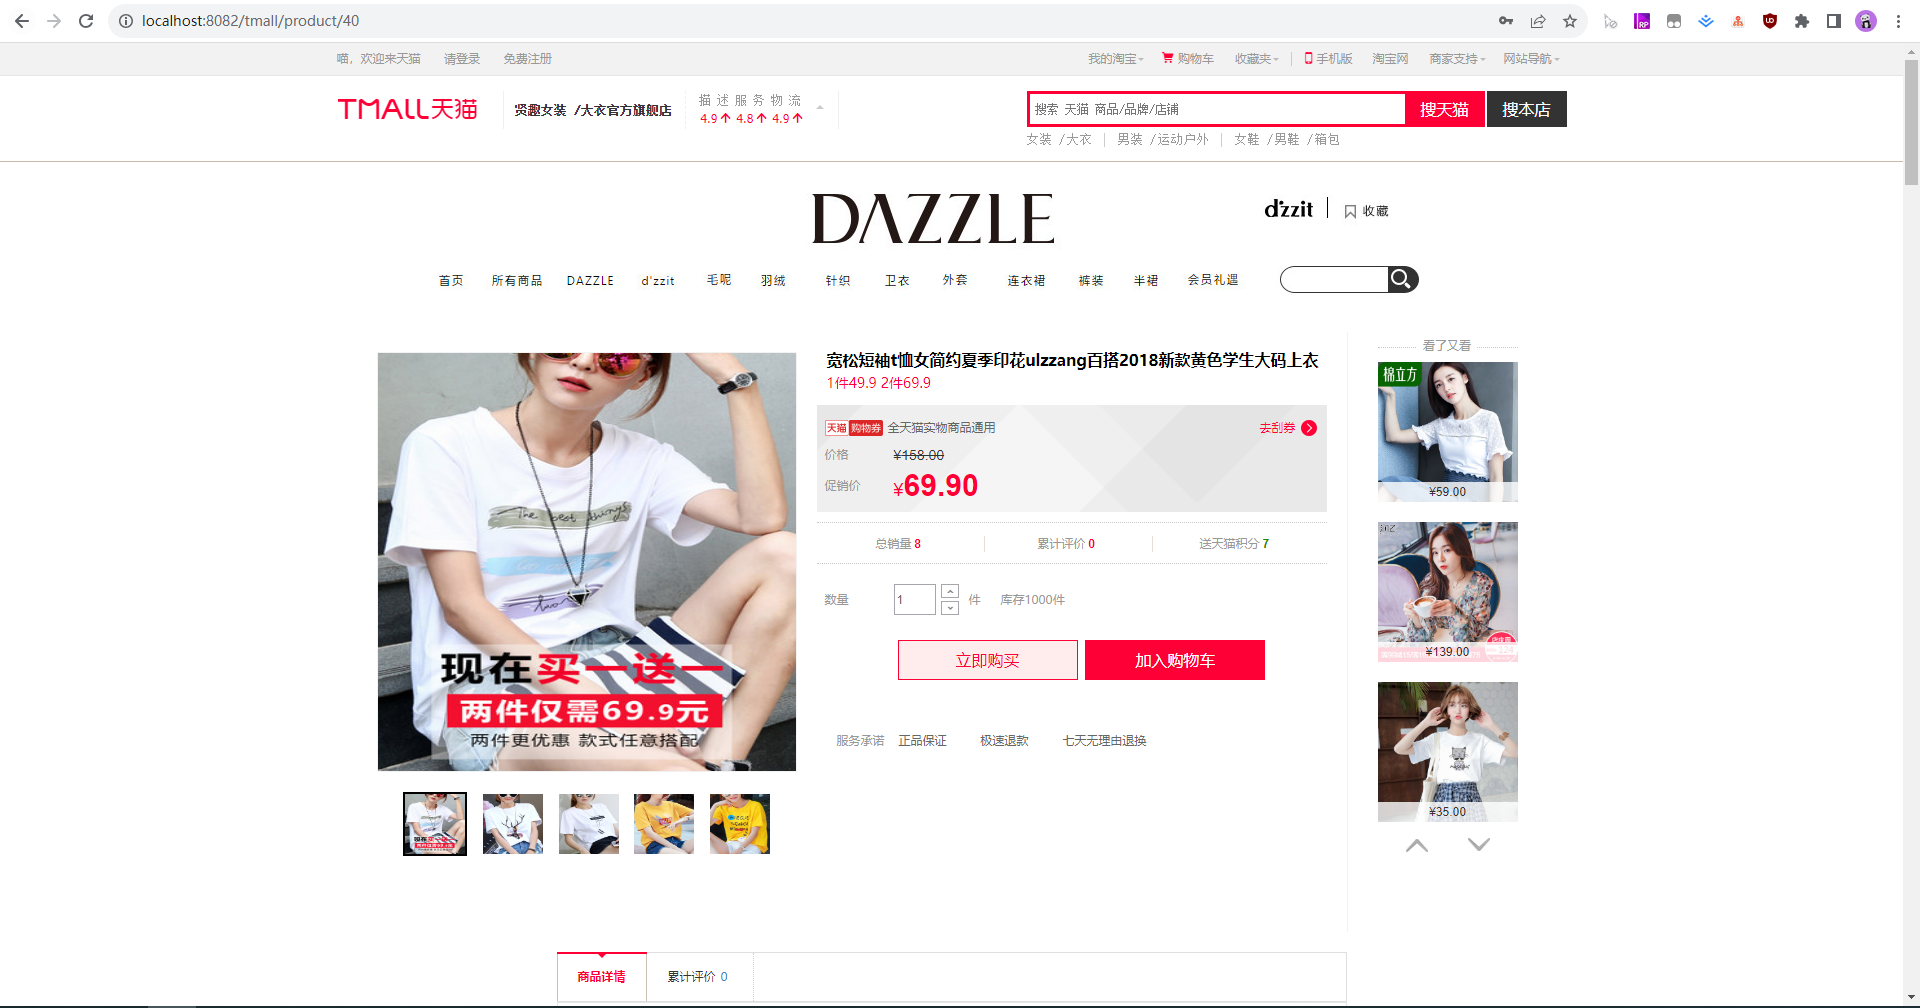 localhost:8082/tmall/product/40
喵，欢迎来天猫 请登录 免费注册 我的淘宝 购物车 收藏夹 手机版 淘宝网 商家支持 网站导航
TMALL天猫 贤趣女装 /大衣官方旗舰店
描 述 服 务 物 流
4.9 4.8 4.9
搜索 天猫 商品/品牌/店铺 搜天猫 搜本店
女装 /大衣 男装 /运动户外 女鞋 /男鞋 /箱包
DAZZLE d'zzit 收藏
首页 所有商品 DAZZLE d'zzit 毛呢 羽绒 针织 卫衣 外套 连衣裙 裤装 半裙 会员礼遇
宽松短袖t恤女简约夏季印花ulzzang百搭2018新款黄色学生大码上衣
1件49.9 2件69.9
天猫 购物券 全天猫实物商品通用 去刮券
价格 ¥158.00
促销价 ¥69.90
总销量 8 累计评价 0 送天猫积分 7
数量 1 件 库存1000件
立即购买 加入购物车
服务承诺 正品保证 极速退款 七天无理由退换
The best things
现在买一送一
两件仅需69.9元
两件更优惠 款式任意搭配
看了又看
棉立方
¥59.00
¥139.00
¥35.00
商品详情 累计评价 0